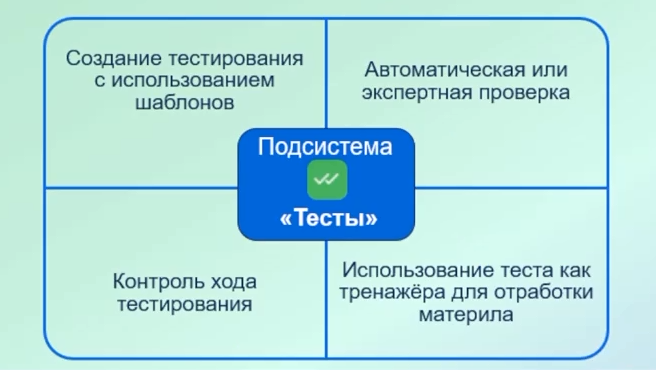 Создание тестирования
с использованием
шаблонов
Автоматическая или
экспертная проверка
Подсистема
«Тесты»
Контроль хода
тестирования
Использование теста как
тренажёра для отработки
материла